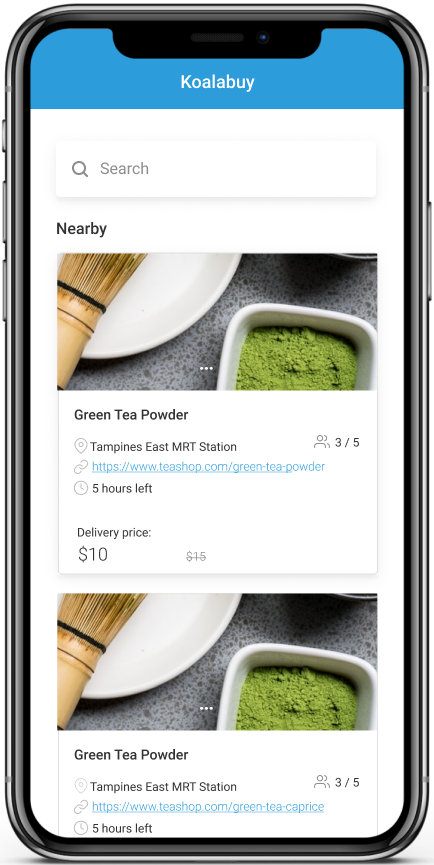 Koalabuy
Search
Nearby
Green Tea Powder
Tampines East MRT Station
3 / 5
https://www.teashop.com/green-tea-powder
5 hours left
Delivery price:
$10 $15
Green Tea Powder
Tampines East MRT Station
3 / 5
https://www.teashop.com/green-tea-caprice
5 hours left